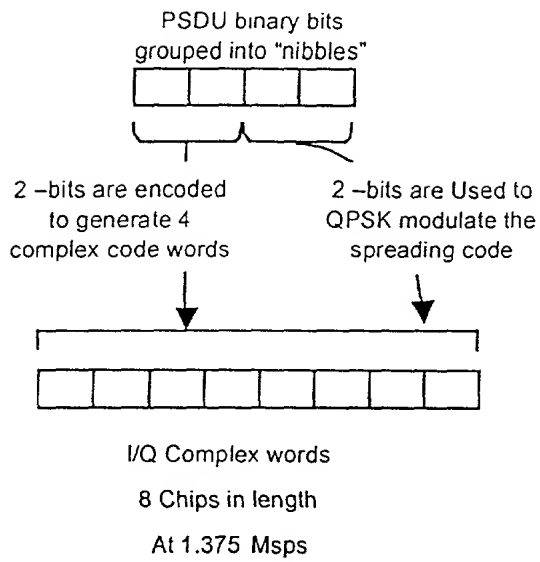 PSDU binary bits
grouped into "nibbles"
2 –bits are encoded
to generate 4
complex code words
2 –bits are Used to
QPSK modulate the
spreading code
I/Q Complex words
8 Chips in length
At 1.375 Msps